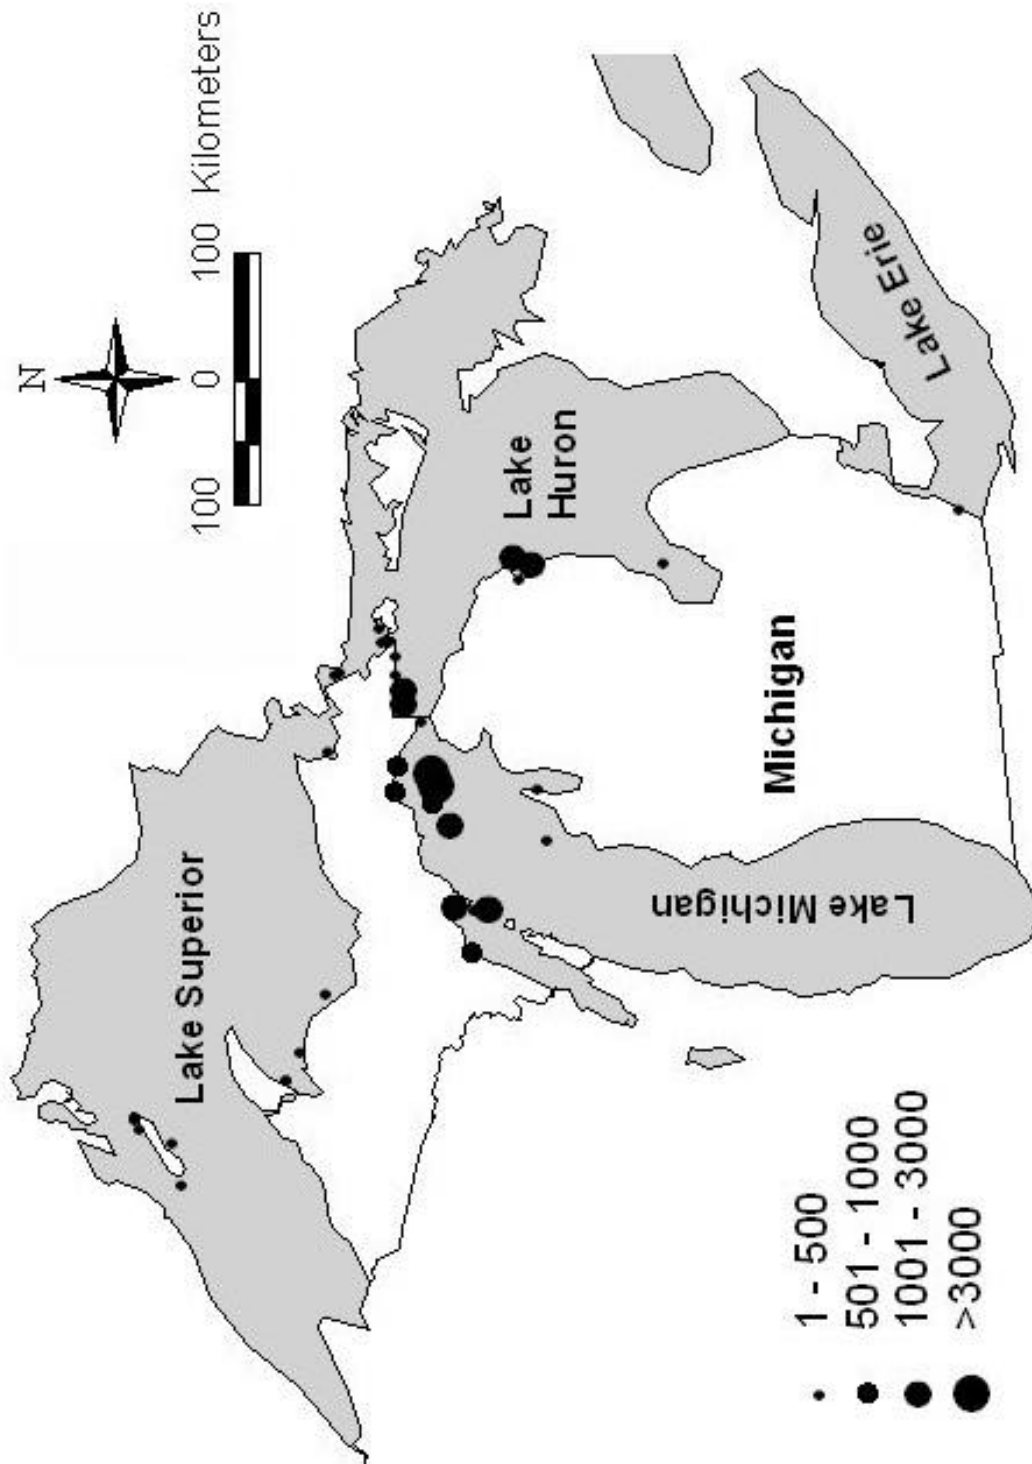 N
100 0 100 Kilometers
Lake Superior
Lake
Huron
Lake Michigan
Michigan
Lake Erie
1 - 500
501 - 1000
1001 - 3000
>3000